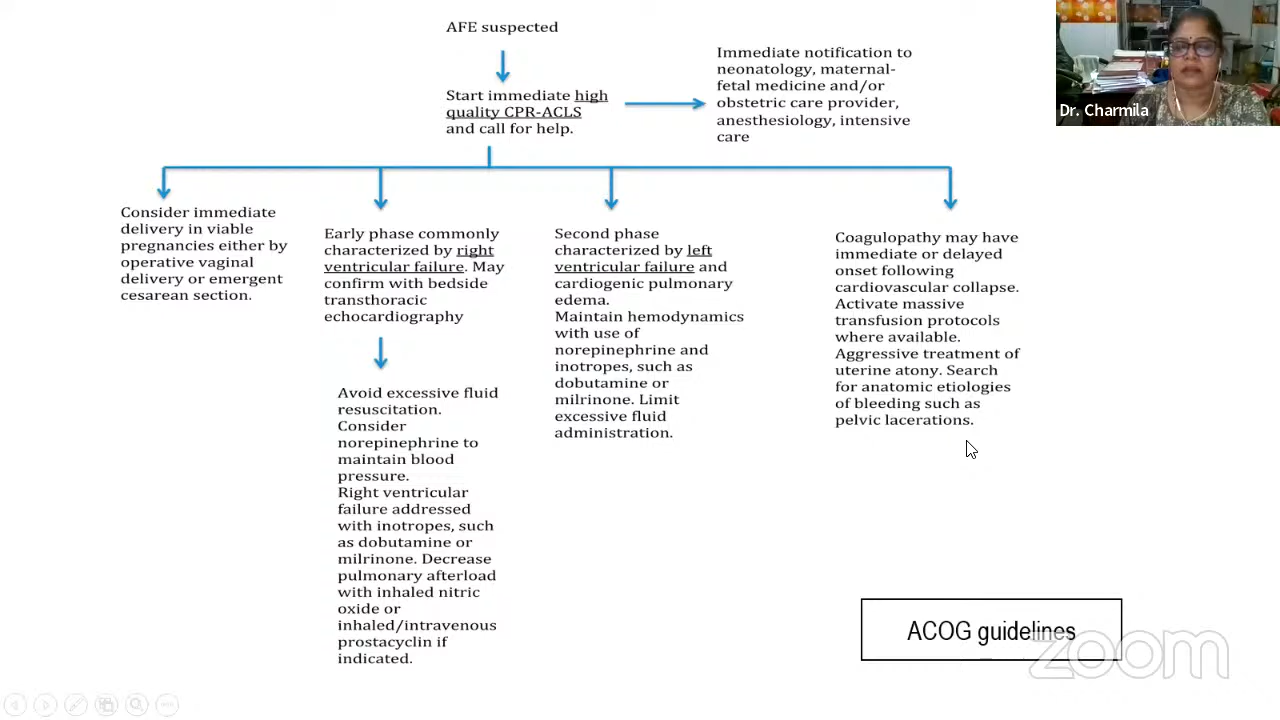 AFE suspected
Start immediate high
quality CPR-ACLS
and call for help.
Immediate notification to
neonatology, maternal-
fetal medicine and/or
obstetric care provider,
anesthesiology, intensive
care
Dr. Charmila
Consider immediate
delivery in viable
pregnancies either by
operative vaginal
delivery or emergent
cesarean section.
Early phase commonly
characterized by right
ventricular failure. May
confirm with bedside
transthoracic
echocardiography
Avoid excessive fluid
resuscitation.
Consider
norepinephrine to
maintain blood
pressure.
Right ventricular
failure addressed
with inotropes, such
as dobutamine or
milrinone. Decrease
pulmonary afterload
with inhaled nitric
oxide or
inhaled/intravenous
prostacyclin if
indicated.
Second phase
characterized by left
ventricular failure and
cardiogenic pulmonary
edema.
Maintain hemodynamics
with use of
norepinephrine and
inotropes, such as
dobutamine or
milrinone. Limit
excessive fluid
administration.
Coagulopathy may have
immediate or delayed
onset following
cardiovascular collapse.
Activate massive
transfusion protocols
where available.
Aggressive treatment of
uterine atony. Search
for anatomic etiologies
of bleeding such as
pelvic lacerations.
ACOG guidelines
zoom